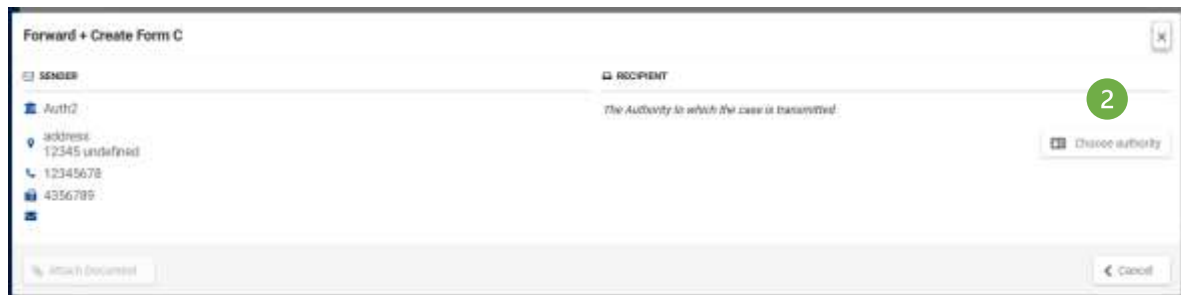 Forward + Create Form C
SENDER
RECIPIENT
Auth2
The Authority to which the case is transmitted.
2
address
12345 undefined
Choose authority
12345678
4356789
Attach Document
Cancel